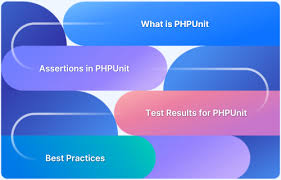 What is PHPUnit
Assertions in PHPUnit
Test Results for PHPUnit
Best Practices